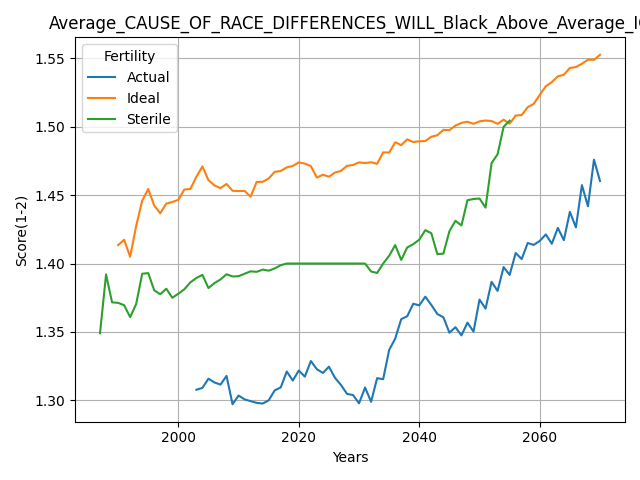 Average_CAUSE_OF_RACE_DIFFERENCES_WILL_Black_Above_Average_I
Fertility
Actual
Ideal
Sterile
1.55
1.50
1.45
1.40
1.35
1.30
Score(1-2)
2000 2020 2040 2060
Years